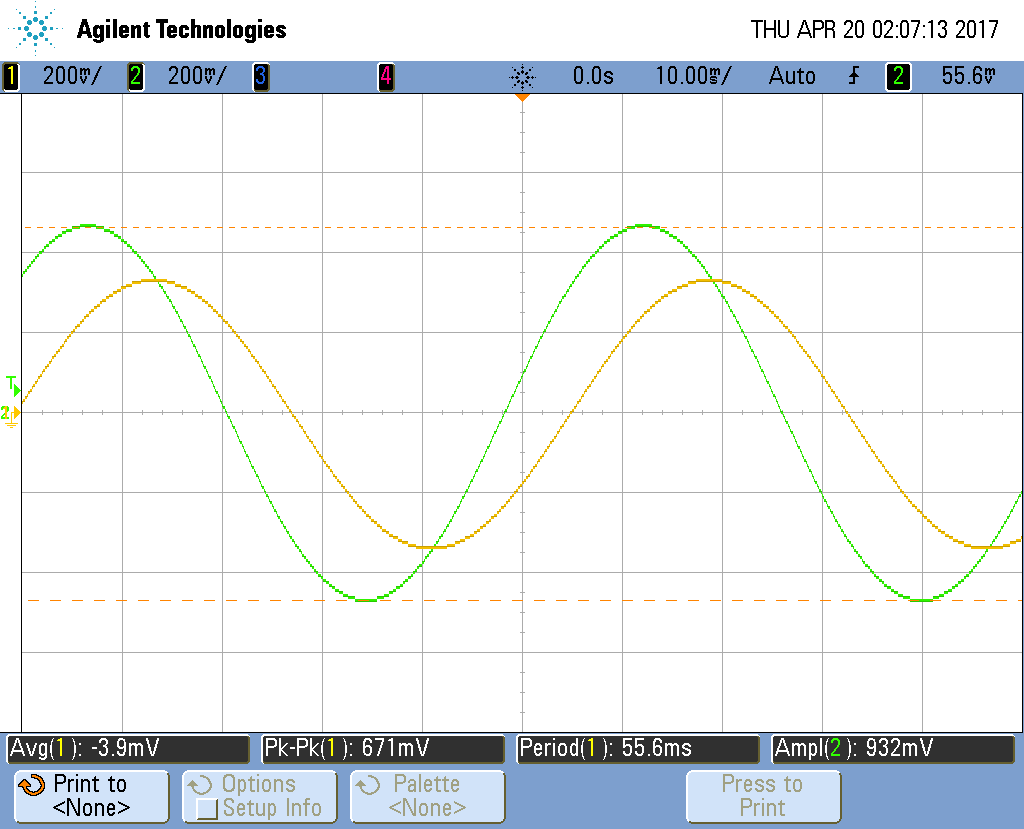 Agilent Technologies
THU APR 20 02:07:13 2017
1 200mV/ 2 200mV/ 3 4 0.0s 10.00ms/ Auto 2 55.6mV
T
2
Avg(1): -3.9mV Pk-Pk(1): 671mV Period(1): 55.6ms Ampl(2): 932mV
Print to
<None>
Options
Setup Info
Palette
<None>
Press to
Print